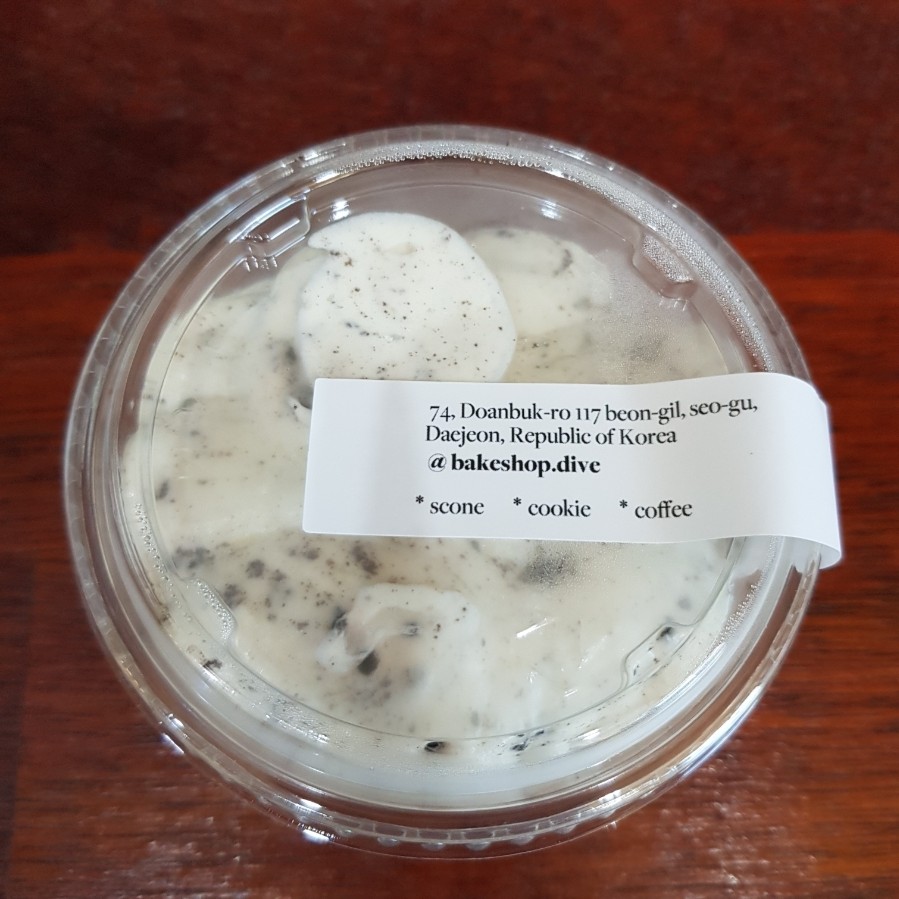 74, Doanbuk-ro 117 beon-gil, seo-gu,
Daejeon, Republic of Korea
@bakeshop.dive
* scone * cookie * coffee